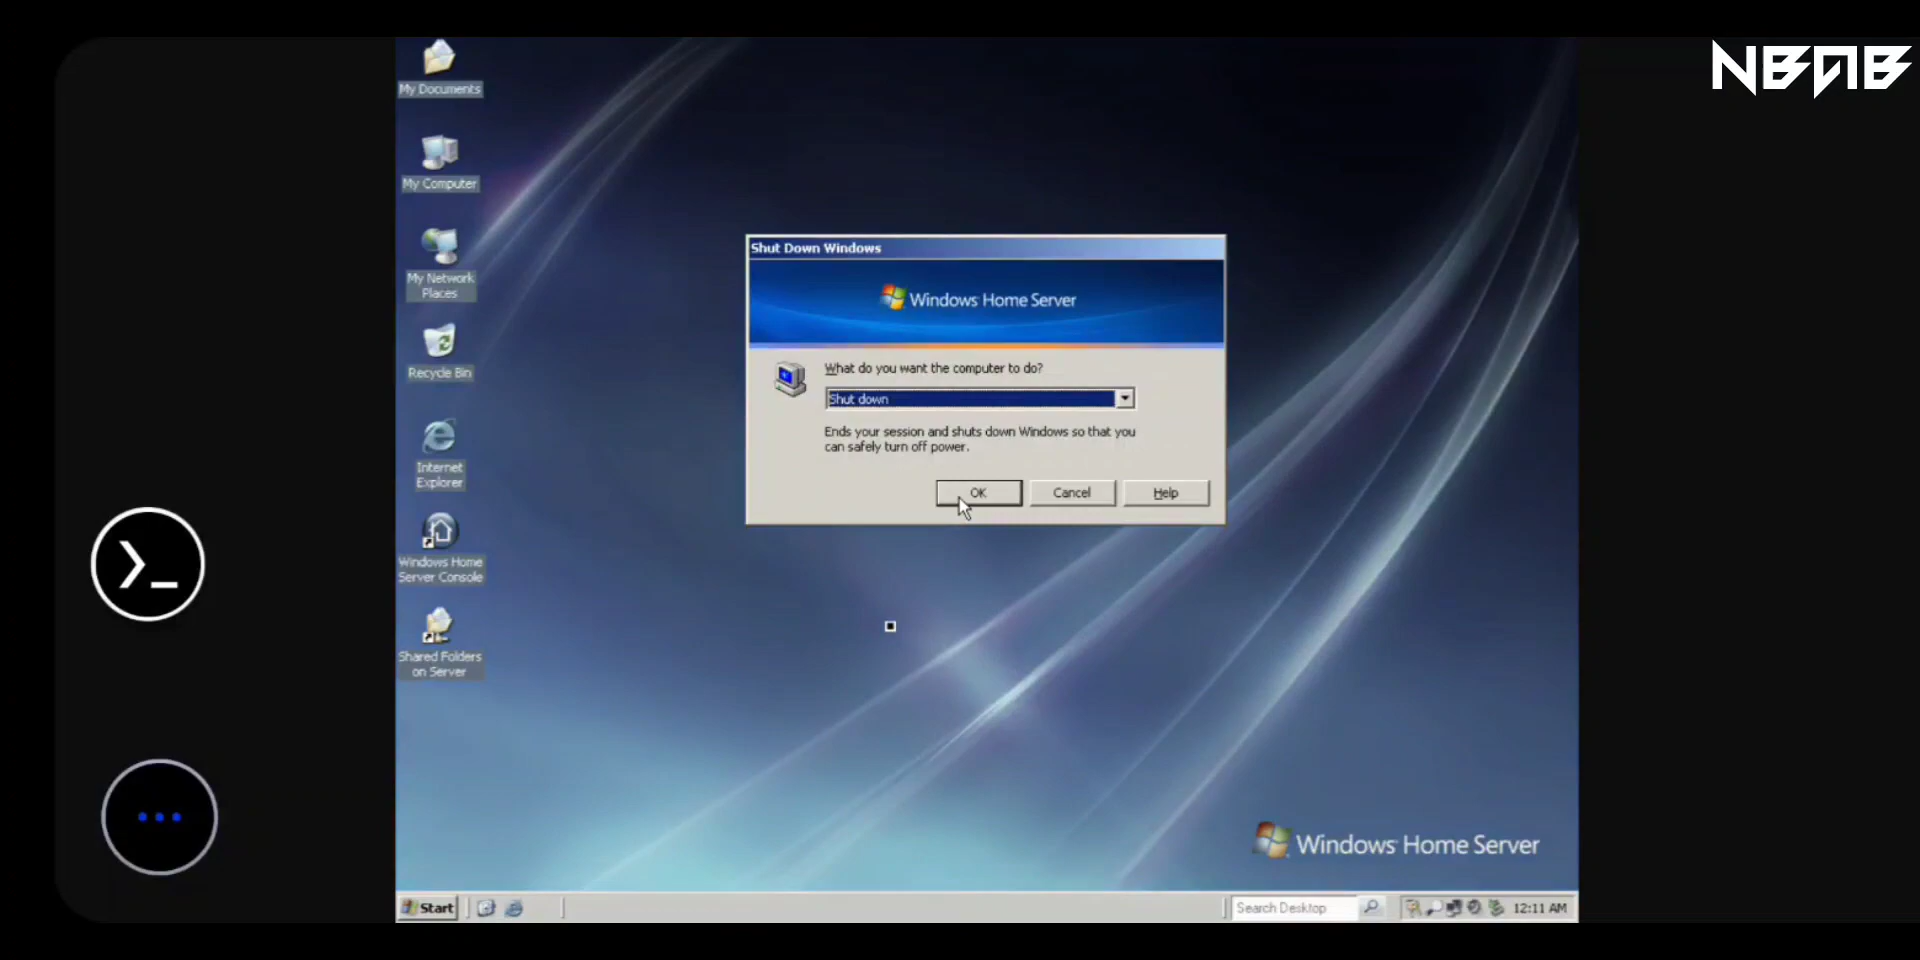 NBAB
My Documents
My Computer
My Network
Places
Recycle Bin
Internet
Explorer
Windows Home
Server Console
Shared Folders
on Server
Shut Down Windows
Windows Home Server
What do you want the computer to do?
Shut down
Ends your session and shuts down Windows so that you
can safely turn off power.
OK
Cancel
Help
Windows Home Server
Start
Search Desktop
12:11 AM